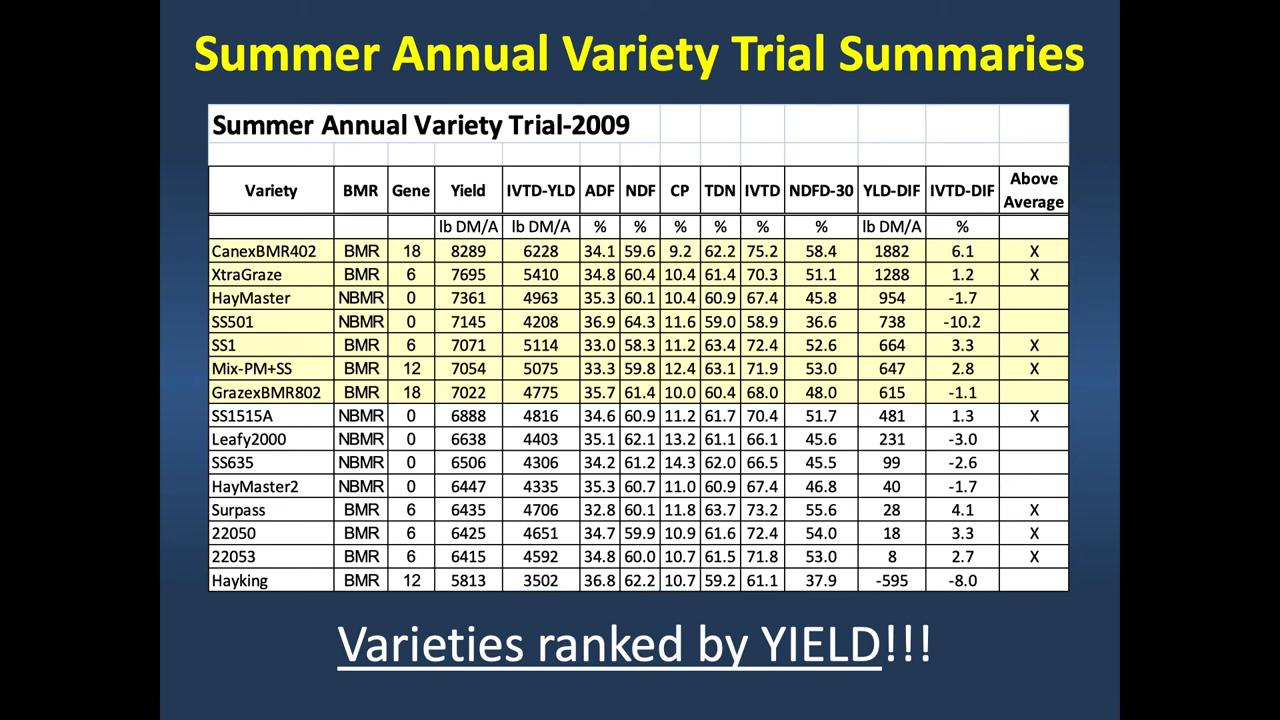 Summer Annual Variety Trial Summaries
Summer Annual Variety Trial-2009
Variety BMR Gene Yield IVTD-YLD ADF NDF CP TDN IVTD NDFD-30 YLD-DIF IVTD-DIF Above Average
lb DM/A lb DM/A % % % % % % lb DM/A %
CanexBMR402 BMR 18 8289 6228 34.1 59.6 9.2 62.2 75.2 58.4 1882 6.1 X
XtraGraze BMR 6 7695 5410 34.8 60.4 10.4 61.4 70.3 51.1 1288 1.2 X
HayMaster NBMR 0 7361 4963 35.3 60.1 10.4 60.9 67.4 45.8 954 -1.7
SS501 NBMR 0 7145 4208 36.9 64.3 11.6 59.0 58.9 36.6 738 -10.2
SS1 BMR 6 7071 5114 33.0 58.3 11.2 63.4 72.4 52.6 664 3.3 X
Mix-PM+SS BMR 12 7054 5075 33.3 59.8 12.4 63.1 71.9 53.0 647 2.8 X
GrazexBMR802 BMR 18 7022 4775 35.7 61.4 10.0 60.4 68.0 48.0 615 -1.1
SS1515A NBMR 0 6888 4816 34.6 60.9 11.2 61.7 70.4 51.7 481 1.3 X
Leafy2000 NBMR 0 6638 4403 35.1 62.1 13.2 61.1 66.1 45.6 231 -3.0
SS635 NBMR 0 6506 4306 34.2 61.2 14.3 62.0 66.5 45.5 99 -2.6
HayMaster2 NBMR 0 6447 4335 35.3 60.7 11.0 60.9 67.4 46.8 40 -1.7
Surpass BMR 6 6435 4706 32.8 60.1 11.8 63.7 73.2 55.6 28 4.1 X
22050 BMR 6 6425 4651 34.7 59.9 10.9 61.6 72.4 54.0 18 3.3 X
22053 BMR 6 6415 4592 34.8 60.0 10.7 61.5 71.8 53.0 8 2.7 X
Hayking BMR 12 5813 3502 36.8 62.2 10.7 59.2 61.1 37.9 -595 -8.0
Varieties ranked by YIELD!!!